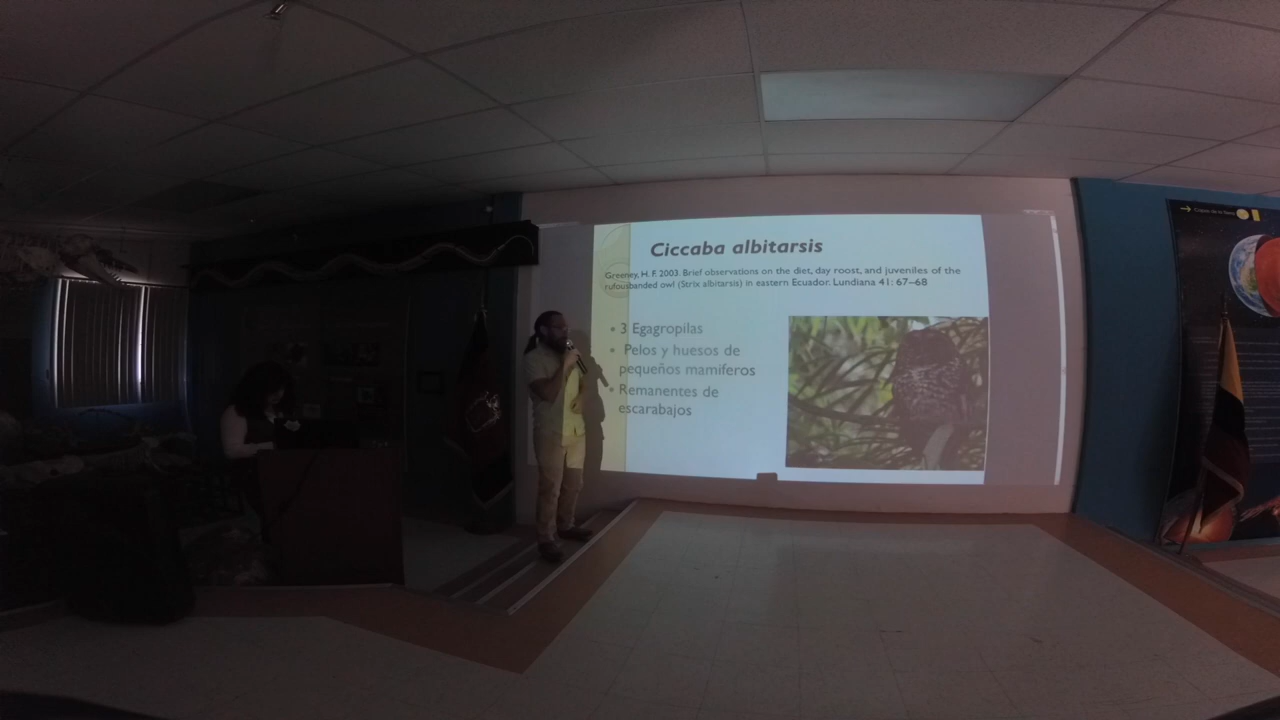 Ciccaba albitarsis
Greeney, H. F. 2003. Brief observations on the diet, day roost, and juveniles of the
rufousbanded owl (Strix albitarsis) in eastern Ecuador. Lundiana 41: 67–68
• 3 Egagropilas
• Pelos y huesos de
pequeños mamíferos
• Remanentes de
escarabajos